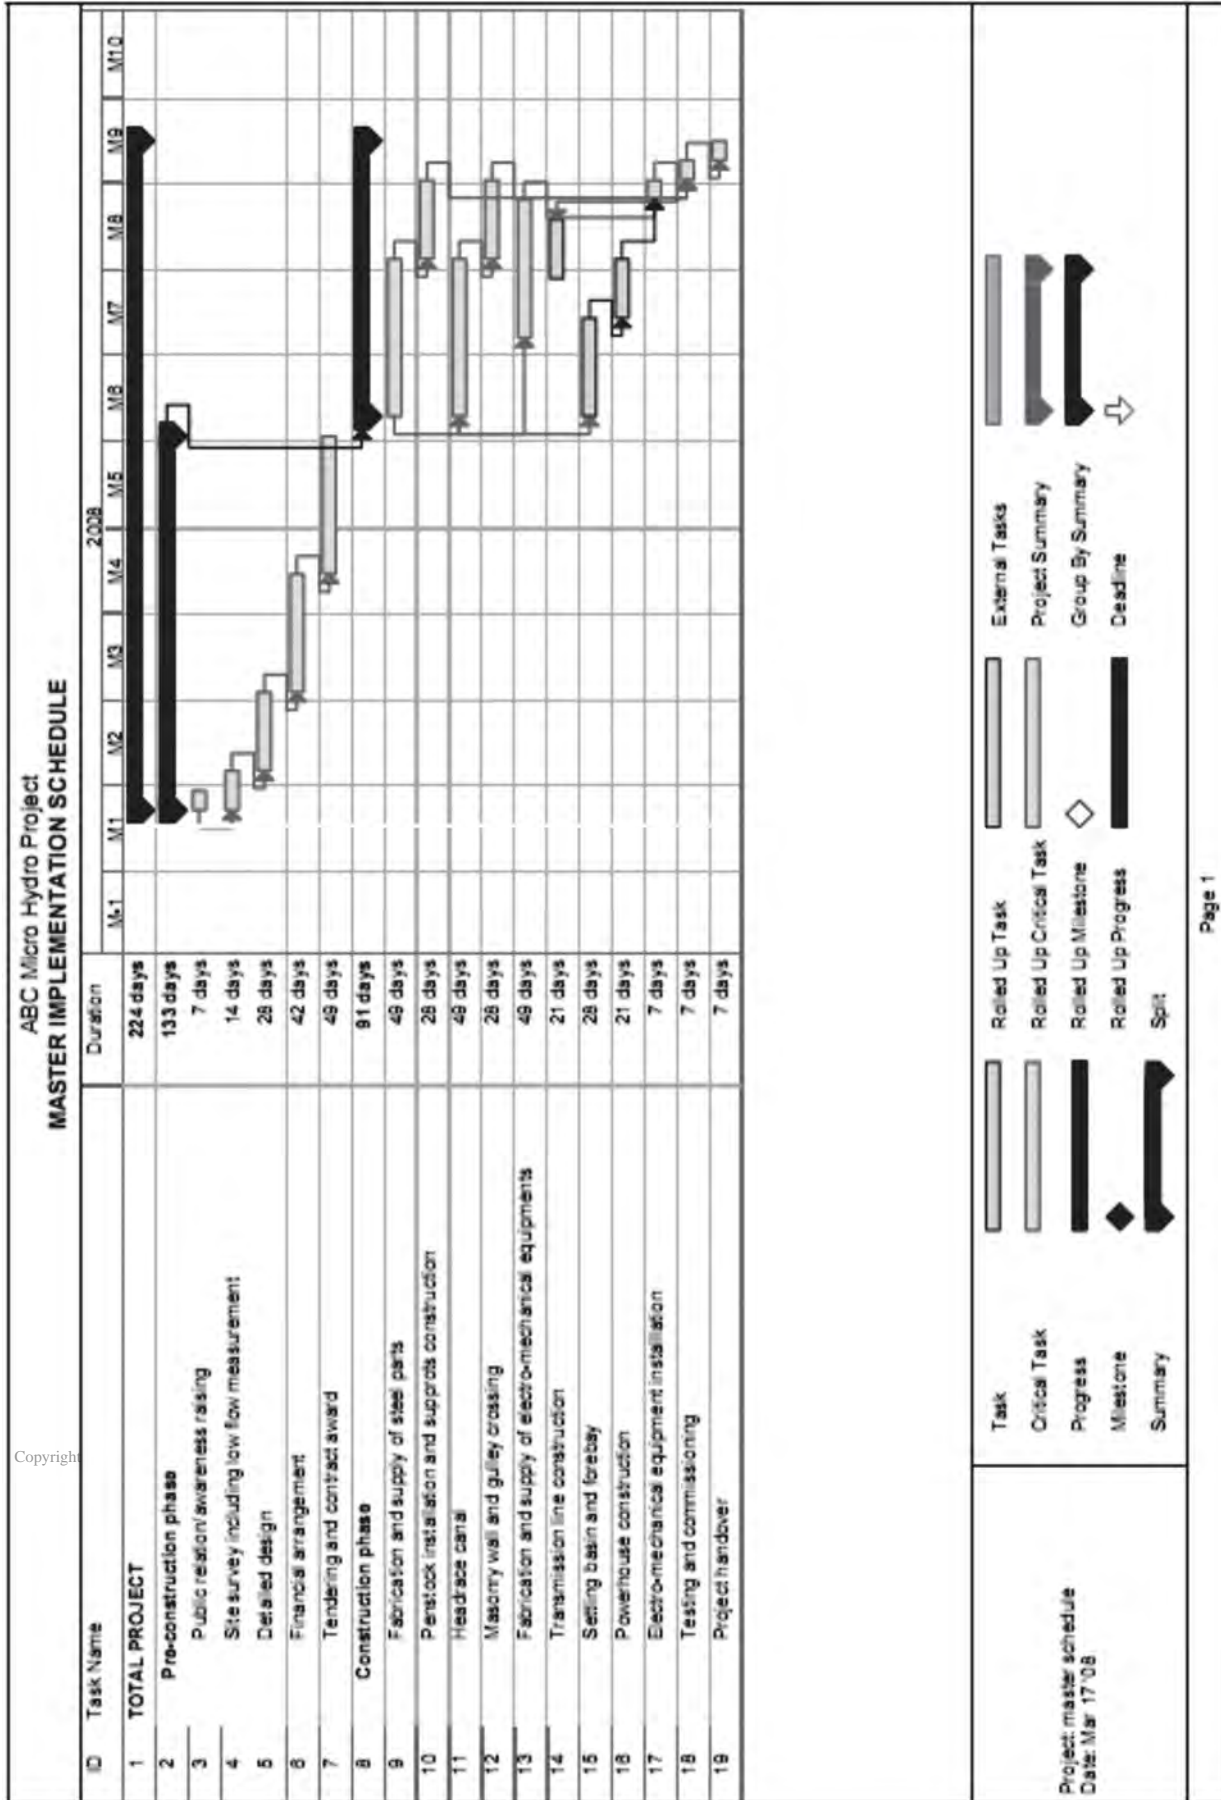 ABC Micro Hydro Project
MASTER IMPLEMENTATION SCHEDULE
ID Task Name Duration 2008
M-1 M1 M2 M3 M4 M5 M6 M7 M8 M9 M10
1 TOTAL PROJECT 224 days
2 Pre-construction phase 133 days
3 Public relation/awareness raising 7 days
4 Site survey including low flow measurement 14 days
5 Detailed design 28 days
6 Financial arrangement 42 days
7 Tendering and contract award 49 days
8 Construction phase 91 days
9 Fabrication and supply of steel parts 49 days
10 Penstock installation and supprots construction 28 days
11 Headrace canal 49 days
12 Masonry wall and gulley crossing 28 days
13 Fabrication and supply of electro-mechanical equipments 49 days
14 Transmission line construction 21 days
15 Settling basin and forebay 28 days
16 Powerhouse construction 21 days
17 Electro-mechanical equipment installation 7 days
18 Testing and commissioning 7 days
19 Project handover 7 days
Project: master schedule
Date: Mar 17 '08
Task Rolled Up Task External Tasks
Critical Task Rolled Up Critical Task Project Summary
Progress Rolled Up Milestone Group By Summary
Milestone Rolled Up Progress Deadline
Summary Split
Page 1
Copyright